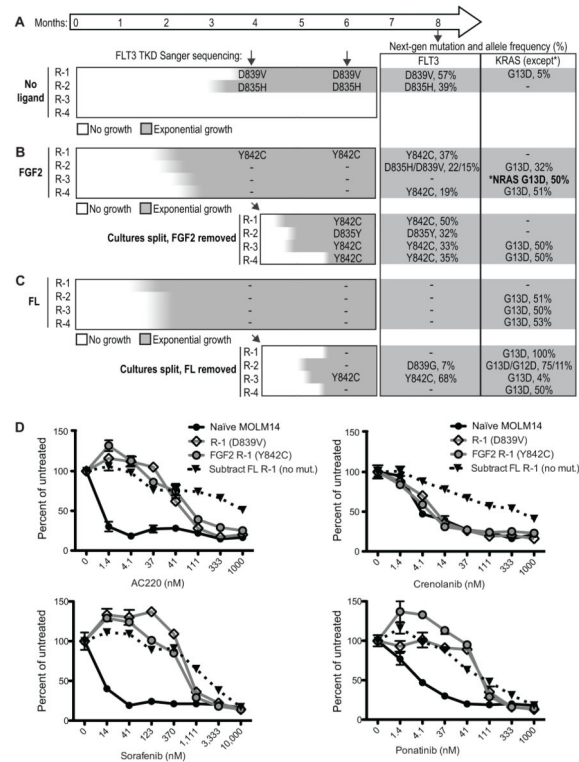 A Months: 0 1 2 3 4 5 6 7 8
Next-gen mutation and allele frequency (%)
FLT3 TKD Sanger sequencing: FLT3 KRAS (except*)
No ligand
R-1 D839V D839V D839V, 57% G13D, 5%
R-2 D835H D835H D835H, 39% -
R-3
R-4
No growth Exponential growth
B
FGF2
R-1 Y842C Y842C Y842C, 37% -
R-2 - - D835H/D839V, 22/15% G13D, 32%
R-3 - - - *NRAS G13D, 50%
R-4 - - Y842C, 19% G13D, 51%
No growth Exponential growth
Cultures split, FGF2 removed
R-1 Y842C Y842C, 50% -
R-2 D835Y D835Y, 32% -
R-3 Y842C Y842C, 33% G13D, 50%
R-4 Y842C Y842C, 35% G13D, 50%
C
FL
R-1 - - - -
R-2 - - - G13D, 51%
R-3 - - - G13D, 50%
R-4 - - - G13D, 53%
No growth Exponential growth
Cultures split, FL removed
R-1 - - G13D, 100%
R-2 - D839G, 7% G13D/G12D, 75/11%
R-3 Y842C Y842C, 68% G13D, 4%
R-4 - - G13D, 50%
D
Naïve MOLM14
R-1 (D839V)
FGF2 R-1 (Y842C)
Subtract FL R-1 (no mut.)
Percent of untreated
150
100
50
0
0 1.4 4.1 37 41 111 333 1000
AC220 (nM)
Naïve MOLM14
R-1 (D839V)
FGF2 R-1 (Y842C)
Subtract FL R-1 (no mut.)
Percent of untreated
150
100
50
0
0 1.4 4.1 14 37 41 111 333 1000
Crenolanib (nM)
Percent of untreated
150
100
50
0
0 14 41 123 370 1,111 3,333 10,000
Sorafenib (nM)
Percent of untreated
150
100
50
0
0 1.4 4.1 37 41 111 333 1000
Ponatinib (nM)